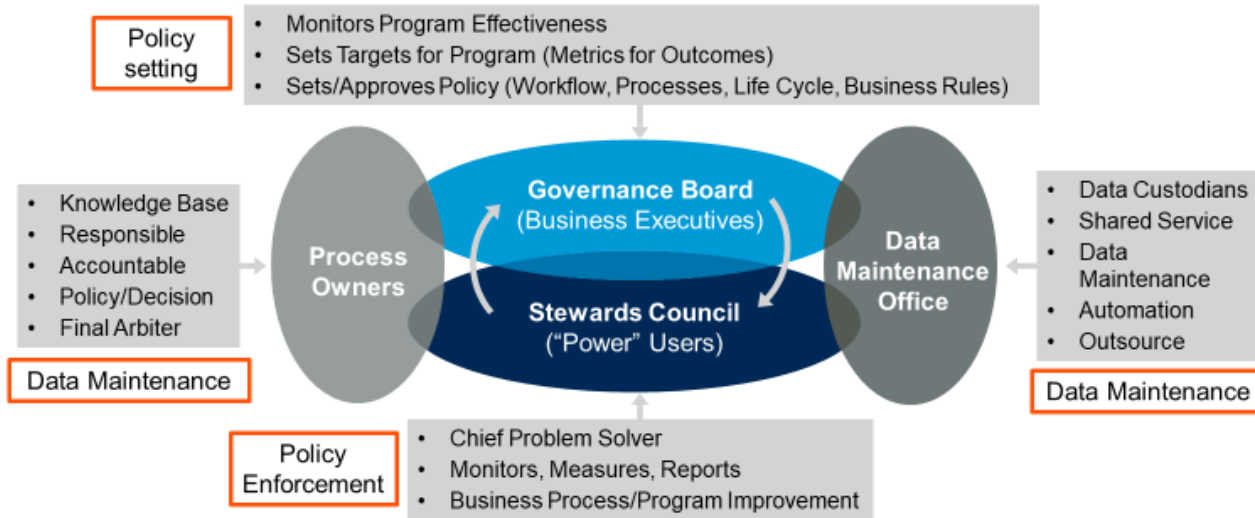 Policy
setting
• Monitors Program Effectiveness
• Sets Targets for Program (Metrics for Outcomes)
• Sets/Approves Policy (Workflow, Processes, Life Cycle, Business Rules)
Governance Board
(Business Executives)
• Knowledge Base
• Responsible
• Accountable
• Policy/Decision
• Final Arbiter
Data Maintenance
Process
Owners
Stewards Council
("Power" Users)
Data
Maintenance
Office
• Data Custodians
• Shared Service
• Data
Maintenance
• Automation
• Outsource
Data Maintenance
Policy
Enforcement
• Chief Problem Solver
• Monitors, Measures, Reports
• Business Process/Program Improvement